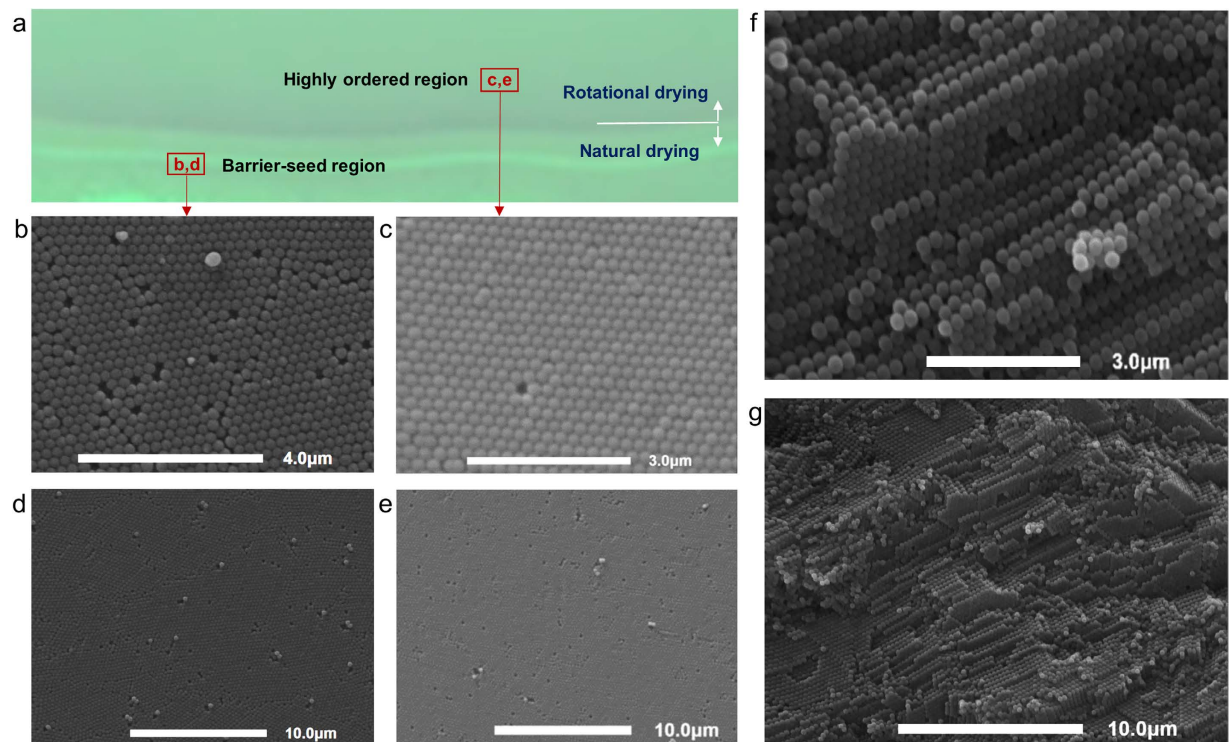 a
Highly ordered region
c,e
Rotational drying
Natural drying
b,d
Barrier-seed region
b
4.0μm
c
3.0μm
d
10.0μm
e
10.0μm
f
3.0μm
g
10.0μm